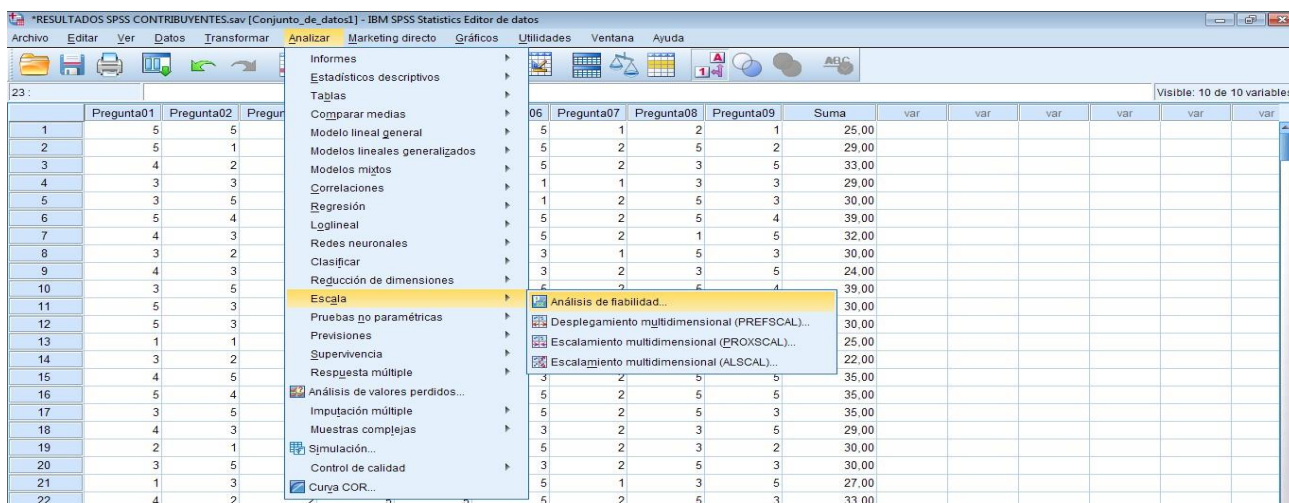 *RESULTADOS SPSS CONTRIBUYENTES.sav [Conjunto_de_datos1] - IBM SPSS Statistics Editor de datos
Archivo Editar Ver Datos Transformar Analizar Marketing directo Gráficos Utilidades Ventana Ayuda
23 :
Visible: 10 de 10 variables
Pregunta01 Pregunta02 Pregun 06 Pregunta07 Pregunta08 Pregunta09 Suma var var var var var var
1 5 5 5 1 2 1 25,00
2 5 1 5 2 5 2 29,00
3 4 2 5 2 3 5 33,00
4 3 3 1 1 3 3 29,00
5 3 5 1 2 5 3 30,00
6 5 4 5 2 5 4 39,00
7 4 3 5 2 1 5 32,00
8 3 2 3 1 5 3 30,00
9 4 3 3 2 3 5 24,00
10 3 5 39,00
11 5 3 30,00
12 5 3 30,00
13 1 1 25,00
14 3 2 22,00
15 4 5 3 2 5 5 35,00
16 5 4 5 2 5 5 35,00
17 3 5 5 2 5 3 35,00
18 4 3 3 2 3 5 29,00
19 2 1 5 2 3 2 30,00
20 3 5 3 2 5 3 30,00
21 1 3 5 1 3 5 27,00
22 4 2 5 2 5 3 33,00
Informes
Estadísticos descriptivos
Tablas
Comparar medias
Modelo lineal general
Modelos lineales generalizados
Modelos mixtos
Correlaciones
Regresión
Loglineal
Redes neuronales
Clasificar
Reducción de dimensiones
Escala
Pruebas no paramétricas
Previsiones
Supervivencia
Respuesta múltiple
Análisis de valores perdidos...
Imputación múltiple
Muestras complejas
Simulación...
Control de calidad
Curva COR...
Análisis de fiabilidad...
Desplegamiento multidimensional (PREFSCAL)...
Escalamiento multidimensional (PROXSCAL)...
Escalamiento multidimensional (ALSCAL)...